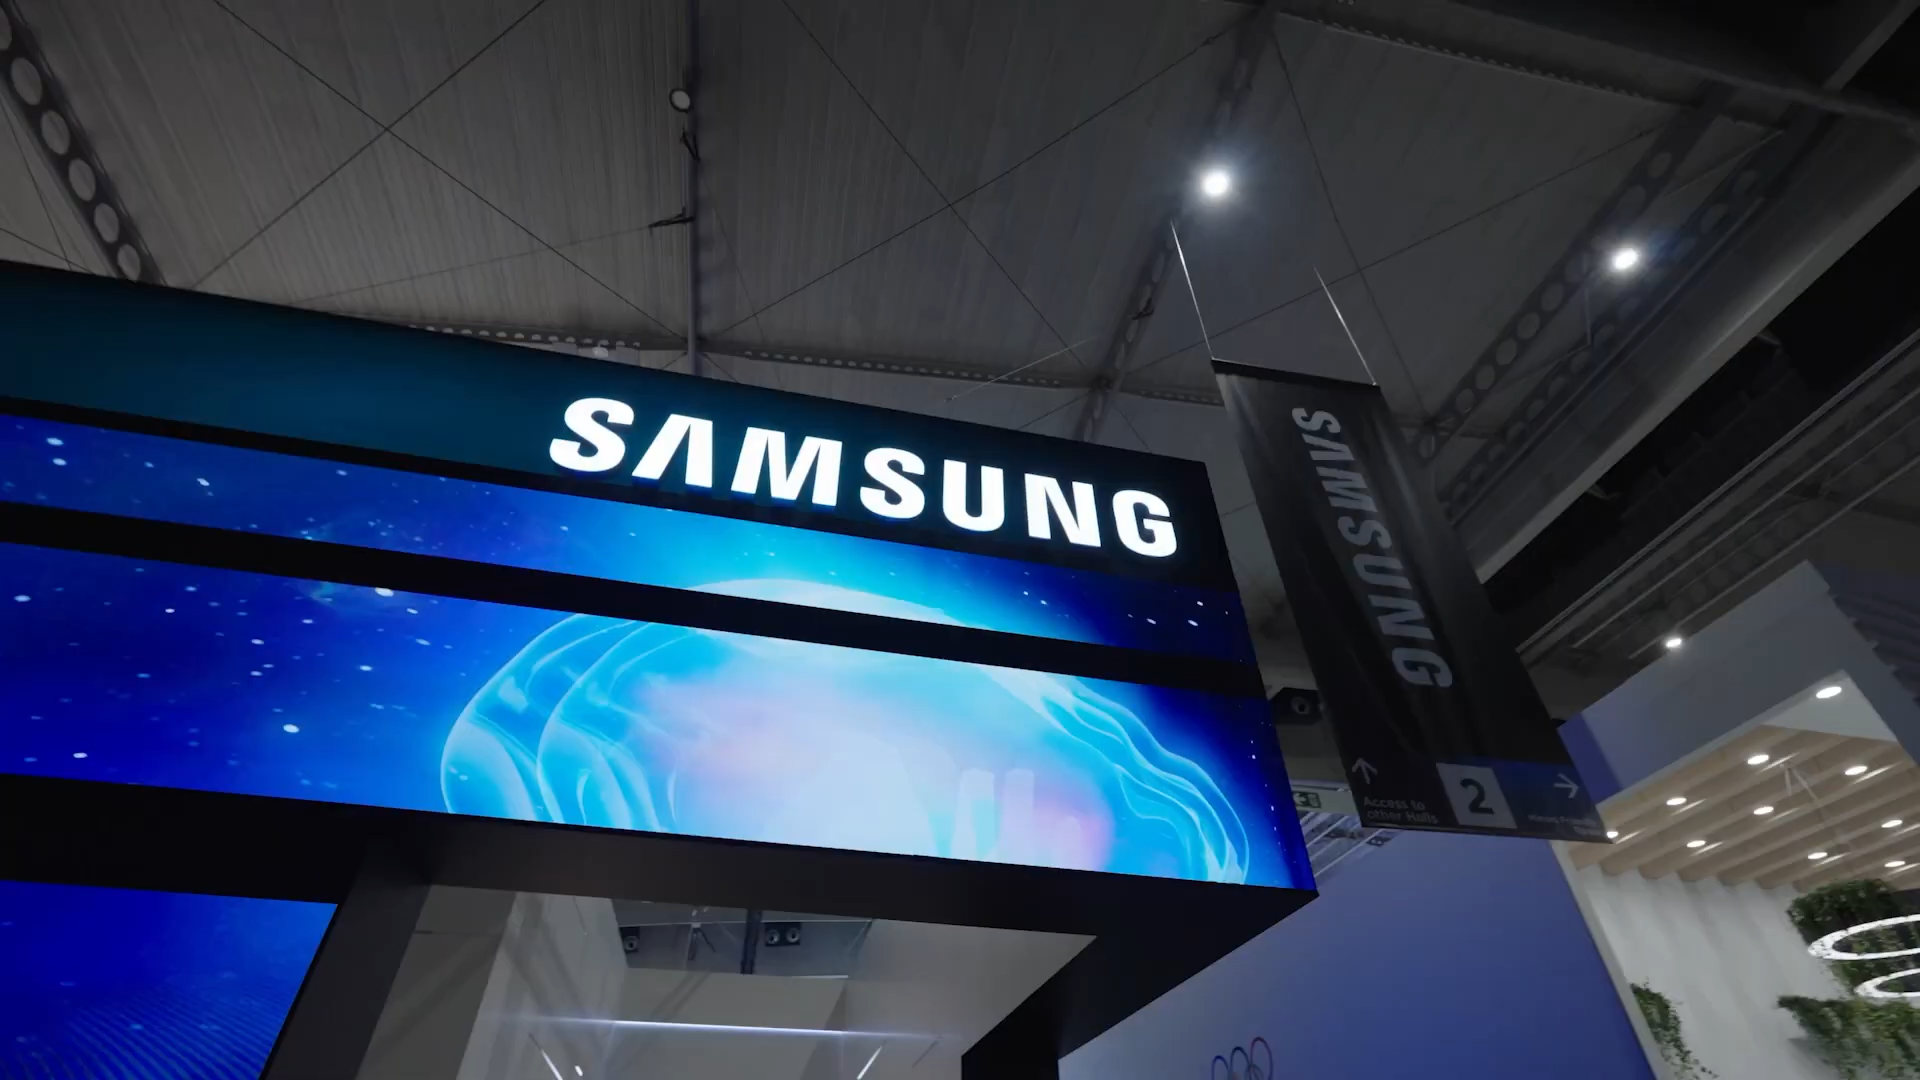 SAMSUNG
SAMSUNG
Access to
other Halls
2